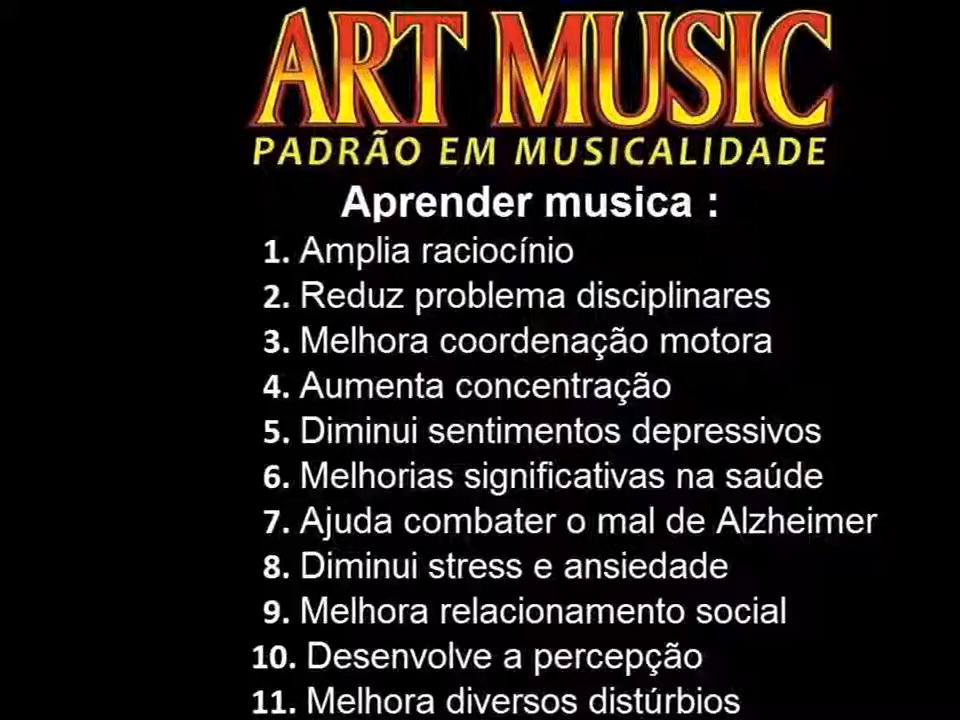 ART MUSIC
PADRÃO EM MUSICALIDADE
Aprender musica :
1. Amplia raciocínio
2. Reduz problema disciplinares
3. Melhora coordenação motora
4. Aumenta concentração
5. Diminui sentimentos depressivos
6. Melhorias significativas na saúde
7. Ajuda combater o mal de Alzheimer
8. Diminui stress e ansiedade
9. Melhora relacionamento social
10. Desenvolve a percepção
11. Melhora diversos distúrbios